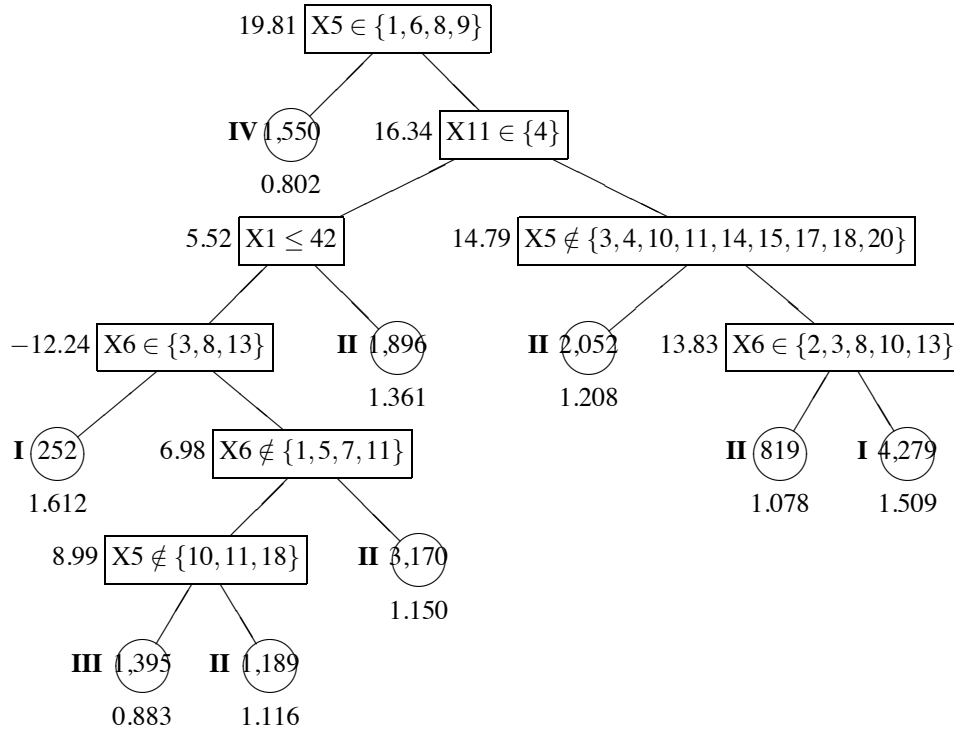 19.81 X5 ∈ {1,6,8,9}
IV 1,550 16.34 X11 ∈ {4}
0.802
5.52 X1 ≤ 42 14.79 X5 ∉ {3,4,10,11,14,15,17,18,20}
−12.24 X6 ∈ {3,8,13} II 1,896 II 2,052 13.83 X6 ∈ {2,3,8,10,13}
1.361 1.208
I 252 6.98 X6 ∉ {1,5,7,11} II 819 I 4,279
1.612 1.078 1.509
8.99 X5 ∉ {10,11,18} II 3,170
1.150
III 1,395 II 1,189
0.883 1.116